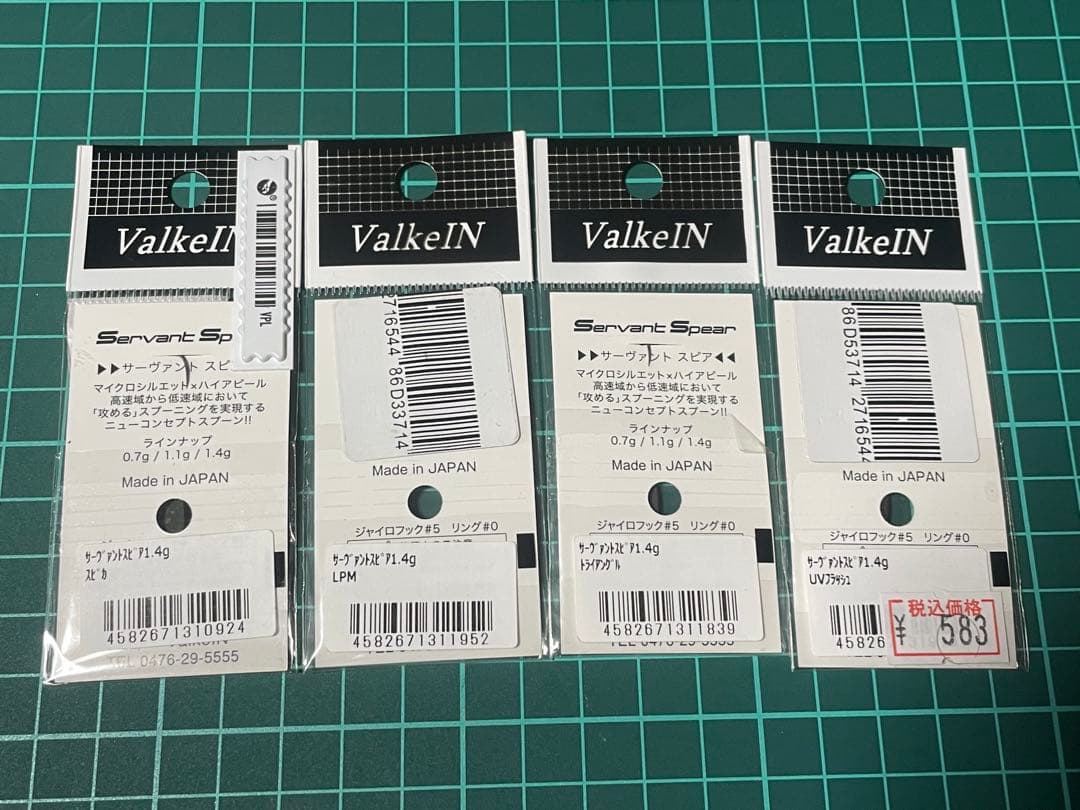 ValkeIN
VPL
Servant Sp
▶▶サーヴァント スピ
マイクロシルエット×ハイアピール
高速域から低速域において
「攻める」スプーニングを実現する
ニューコンセプトスプーン!!
ラインナップ
0.7g / 1.1g / 1.4g
Made in JAPAN
ｻｰｳﾞｧﾝﾄｽﾋﾟｱ1.4g
ｽﾋﾟｶ
4582671310924
TEL 0476-29-5555
ValkeIN
2716544 86D33714
Made in JAPAN
ジャイロフック#5 リング#0
ｻｰｳﾞｧﾝﾄｽﾋﾟｱ1.4g
LPM
4582671311952
ValkeIN
Servant Spear
▶▶サーヴァント スピア◀◀
マイクロシルエット×ハイアピール
高速域から低速域において
「攻める」スプーニングを実現する
ニューコンセプトスプーン!!
ラインナップ
0.7g / 1.1g / 1.4g
Made in JAPAN
ジャイロフック#5 リング#0
ｻｰｳﾞｧﾝﾄｽﾋﾟｱ1.4g
ﾄﾗｲｱﾝｸﾞﾙ
4582671311839
TEL 0476-29-5555
ValkeIN
86D53714 2716544
Made in JAPAN
ジャイロフック#5 リング#0
ｻｰｳﾞｧﾝﾄｽﾋﾟｱ1.4g
UVﾌﾗｯｼｭ
45826
税込価格
¥ 583